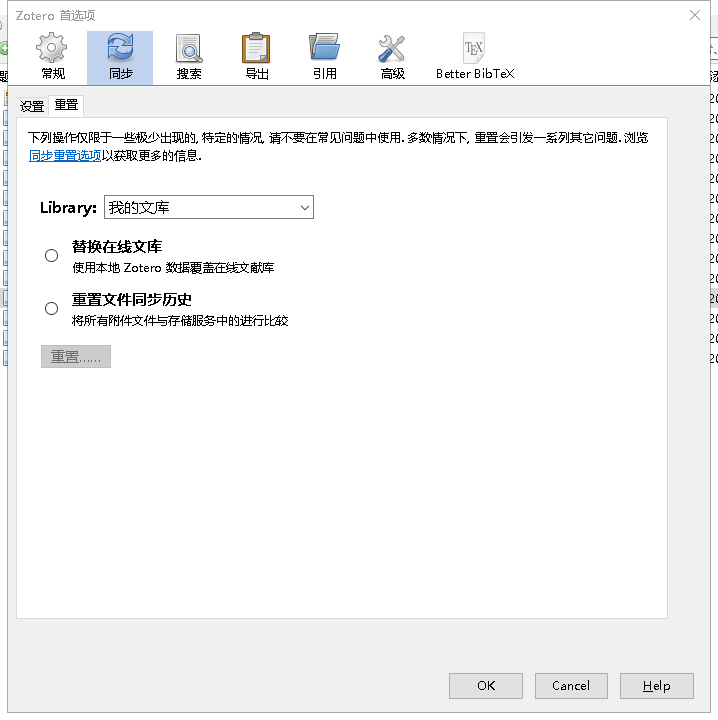 Zotero 首选项
常规
同步
搜索
导出
引用
高级
Better BibTeX
设置 重置
下列操作仅限于一些极少出现的, 特定的情况, 请不要在常见问题中使用. 多数情况下, 重置会引发一系列其它问题. 浏览
同步重置选项以获取更多的信息.
Library: 我的文库
替换在线文库
使用本地 Zotero 数据覆盖在线文献库
重置文件同步历史
将所有附件文件与存储服务中的进行比较
重置......
OK Cancel Help